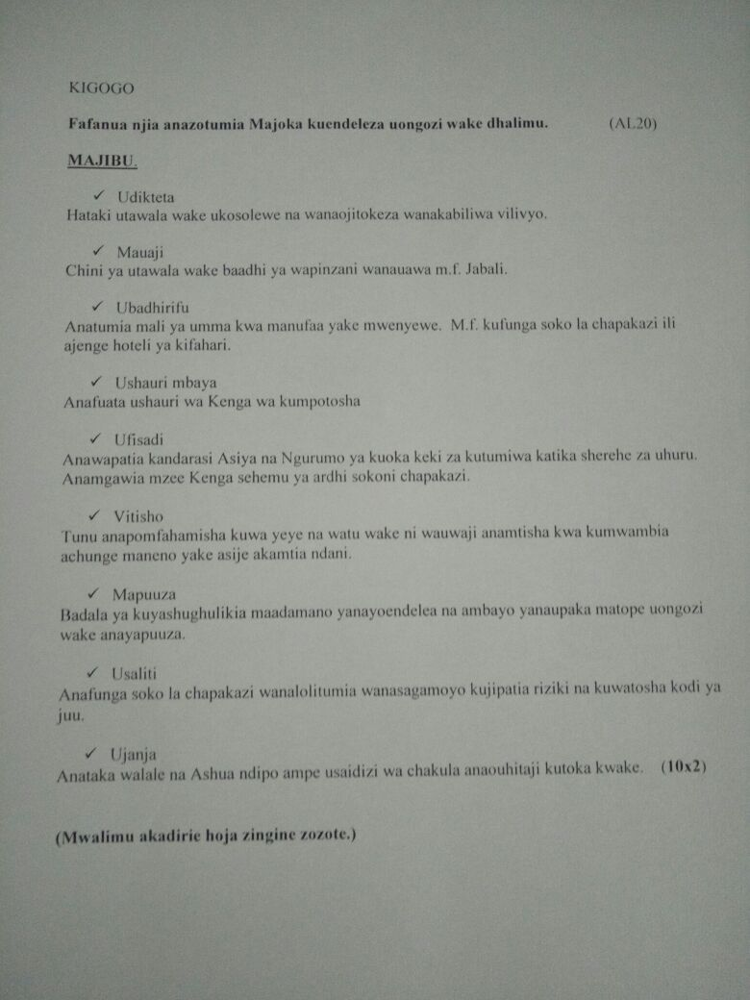 KIGOGO
Fafanua njia anazotumia Majoka kuendeleza uongozi wake dhalimu. (AL20)
MAJIBU.
✓ Udikteta
Hataki utawala wake ukosolewe na wanaojitokeza wanakabiliwa vilivyo.
✓ Mauaji
Chini ya utawala wake baadhi ya wapinzani wanauawa m.f. Jabali.
✓ Ubadhirifu
Anatumia mali ya umma kwa manufaa yake mwenyewe. M.f. kufunga soko la chapakazi ili
ajenge hoteli ya kifahari.
✓ Ushauri mbaya
Anafuata ushauri wa Kenga wa kumpotosha
✓ Ufisadi
Anawapatia kandarasi Asiya na Ngurumo ya kuoka keki za kutumiwa katika sherehe za uhuru.
Anamgawia mzee Kenga sehemu ya ardhi sokoni chapakazi.
✓ Vitisho
Tunu anapomfahamisha kuwa yeye na watu wake ni wauwaji anamtisha kwa kumwambia
achunge maneno yake asije akamtia ndani.
✓ Mapuuza
Badala ya kuyashughulikia maadamano yanayoendelea na ambayo yanaupaka matope uongozi
wake anayapuuza.
✓ Usaliti
Anafunga soko la chapakazi wanalolitumia wanasagamoyo kujipatia riziki na kuwatosha kodi ya
juu.
✓ Ujanja
Anataka walale na Ashua ndipo ampe usaidizi wa chakula anaouhitaji kutoka kwake. (10x2)
(Mwalimu akadirie hoja zingine zozote.)